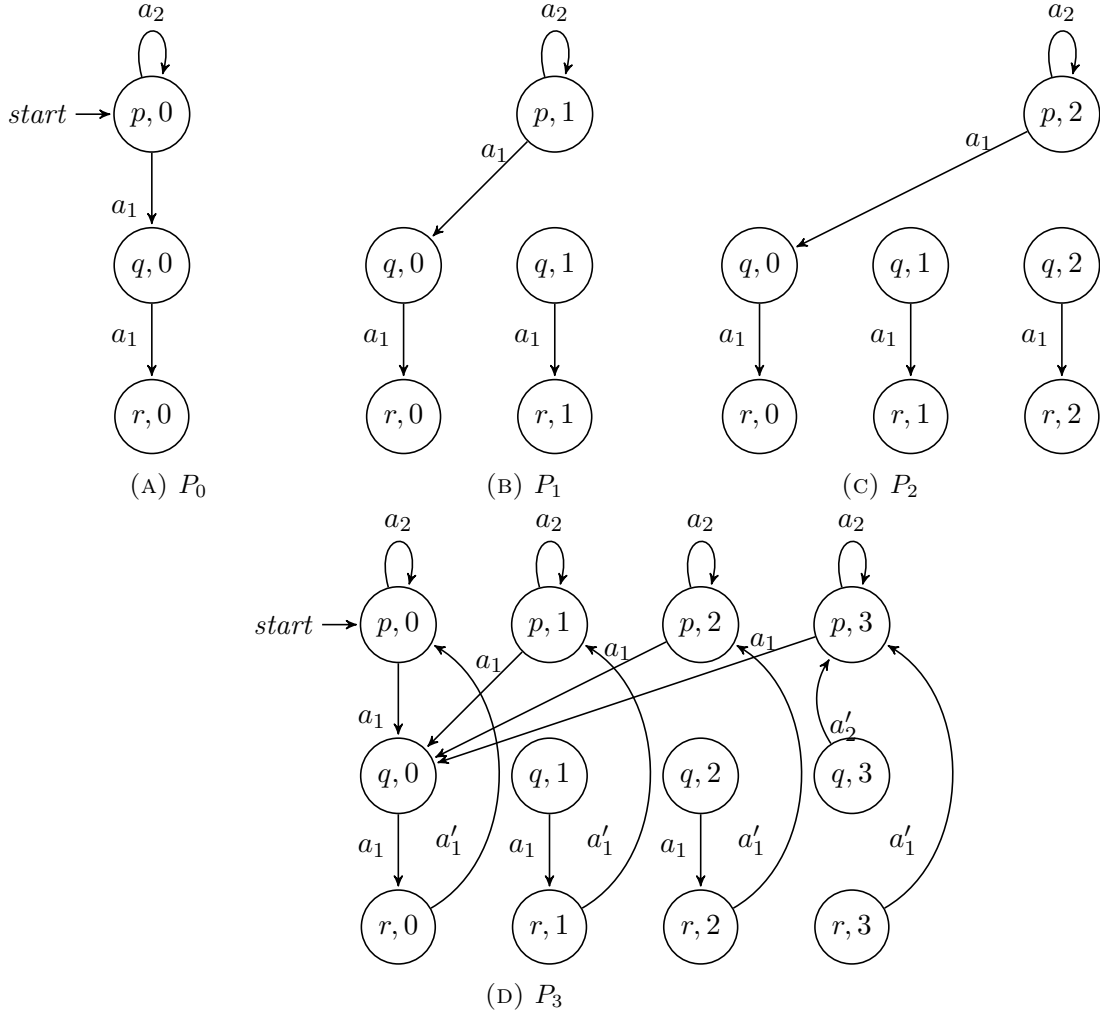 a₂ a₂ a₂
start p, 0 p, 1 p, 2
a₁ a₁
a₁
q, 0 q, 0 q, 1 q, 0 q, 1 q, 2
a₁ a₁ a₁ a₁ a₁ a₁
r, 0 r, 0 r, 1 r, 0 r, 1 r, 2
(A) P₀ (B) P₁ (C) P₂
a₂ a₂ a₂ a₂
start p, 0 p, 1 p, 2 p, 3
a₁ a₁ a₁
a₁ a′₂
q, 0 q, 1 q, 2 q, 3
a₁ a′₁ a₁ a′₁ a₁ a′₁ a′₁
r, 0 r, 1 r, 2 r, 3
(D) P₃